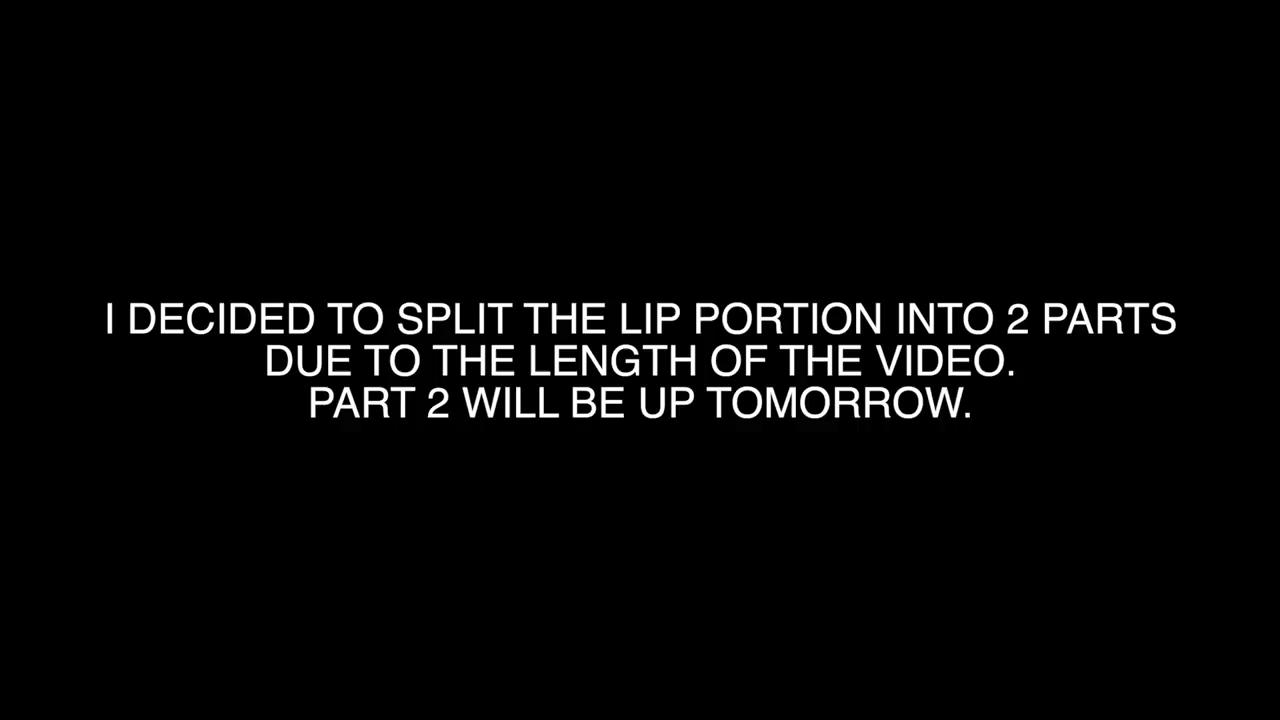 I DECIDED TO SPLIT THE LIP PORTION INTO 2 PARTS
DUE TO THE LENGTH OF THE VIDEO.
PART 2 WILL BE UP TOMORROW.